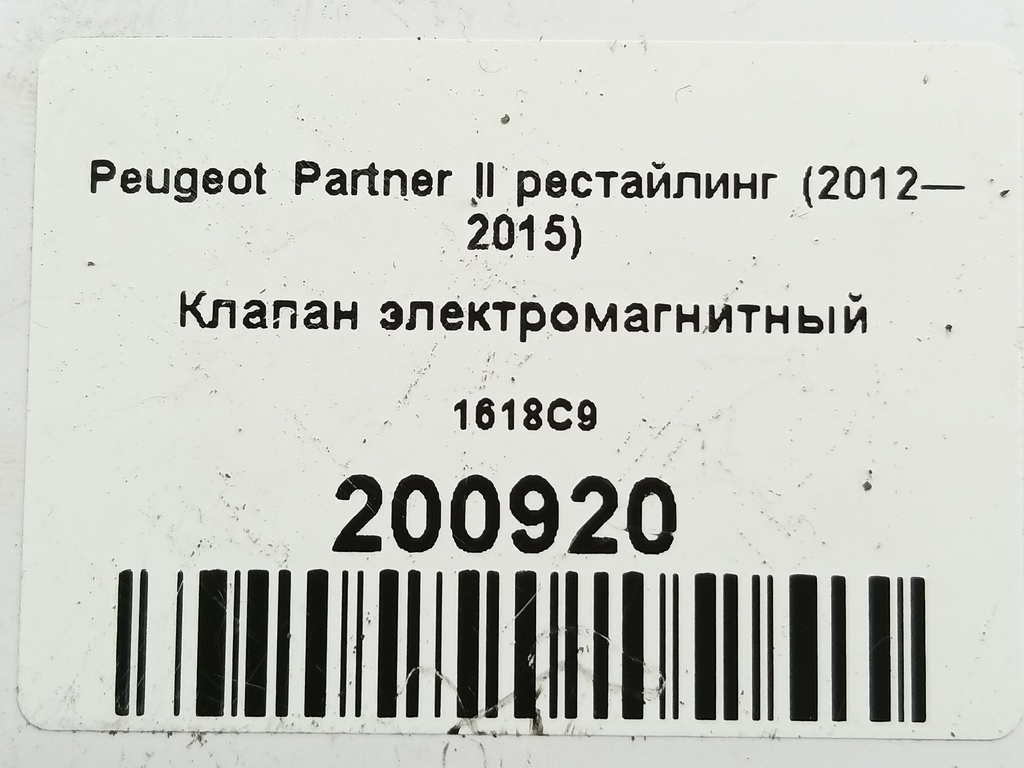 Peugeot Partner II рестайлинг (2012—
2015)
Клапан электромагнитный
1618C9
200920